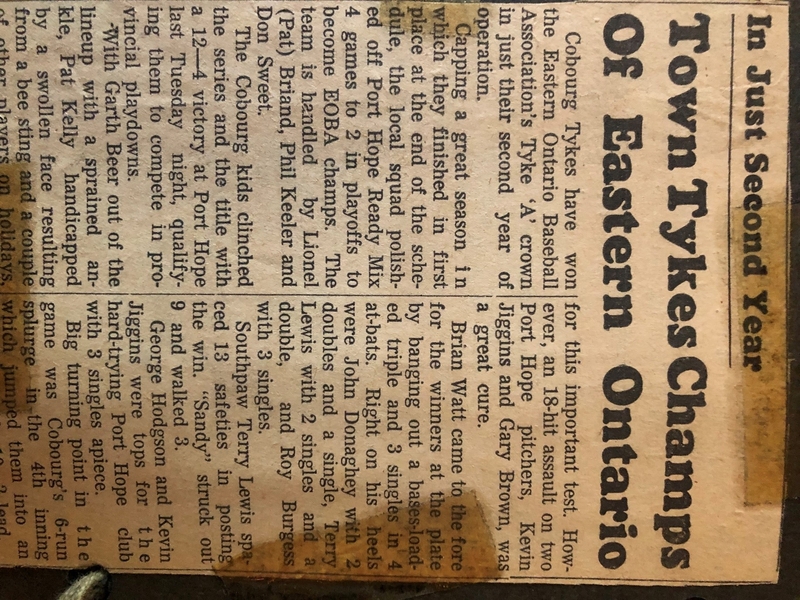 In Just Second Year
Town Tykes Champs
Of Eastern Ontario
Cobourg Tykes have won
the Eastern Ontario Baseball
Association's Tyke 'A' crown
in just their second year of
operation.
Capping a great season in
which they finished in first
place at the end of the sche-
dule, the local squad polish-
ed off Port Hope Ready Mix
4 games to 2 in playoffs to
become EOBA champs. The
team is handled by Lionel
(Pat) Briand, Phil Keeler and
Don Sweet.
The Cobourg kids clinched
the series and the title with
a 12—4 victory at Port Hope
last Tuesday night, qualify-
ing them to compete in pro-
vincial playdowns.
With Garth Beer out of the
lineup with a sprained an-
kle, Pat Kelly handicapped
by a swollen face resulting
from a bee sting and a couple
of other players on holidays,
for this important test. How-
ever, an 18-hit assault on two
Port Hope pitchers, Kevin
Jiggins and Gary Brown, was
a great cure.
Brian Watt came to the fore
for the winners at the plate
by banging out a bases-load-
ed triple and 3 singles in 4
at-bats. Right on his heels
were John Donaghey with 2
doubles and a single, Terry
Lewis with 2 singles and a
double, and Roy Burgess
with 3 singles.
Southpaw Terry Lewis spa-
ced 13 safeties in posting
the win. "Sandy" struck out
9 and walked 3.
George Hodgson and Kevin
Jiggins were tops for the
hard-trying Port Hope club
with 3 singles apiece.
Big turning point in the
game was Cobourg's 6-run
splurge in the 4th inning
which jumped them into an
lead